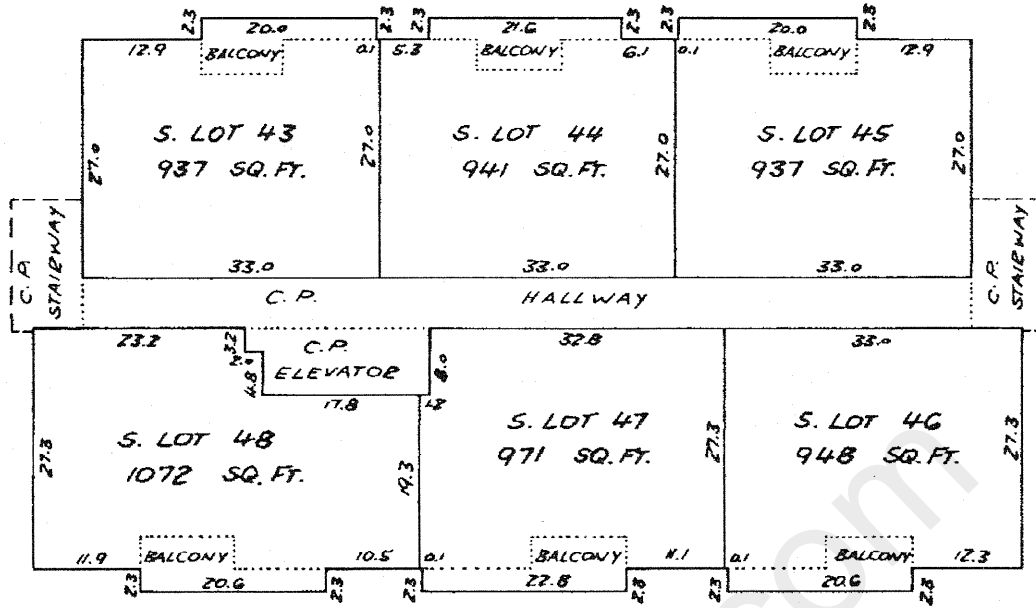 2.3 20.0 2.3 2.3 21.6 2.3 2.3 20.0 2.8
12.9 BALCONY 0.1 5.3 BALCONY 6.1 0.1 BALCONY 12.9
S. LOT 43
937 SQ. FT.
S. LOT 44
941 SQ. FT.
S. LOT 45
937 SQ. FT.
27.0 27.0 27.0 27.0
33.0 33.0 33.0
C.P.
STAIRWAY
C.P. HALLWAY
C.P.
STAIRWAY
23.2 3.2 32.8 33.0
C.P.
ELEVATOR
4.8 8.0
17.8 1.8
S. LOT 48
1072 SQ. FT.
S. LOT 47
971 SQ. FT.
S. LOT 46
948 SQ. FT.
27.3 19.3 27.3 27.3
11.9 BALCONY 10.5 0.1 BALCONY 11.1 0.1 BALCONY 12.3
2.3 20.6 2.3 2.3 22.8 2.8 2.3 20.6 2.8
com